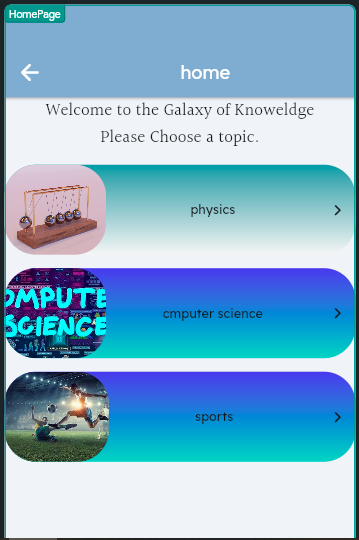 HomePage
home
Welcome to the Galaxy of Knoweldge
Please Choose a topic.
physics
OMPUTE
SCIENCE
cmputer science
sports